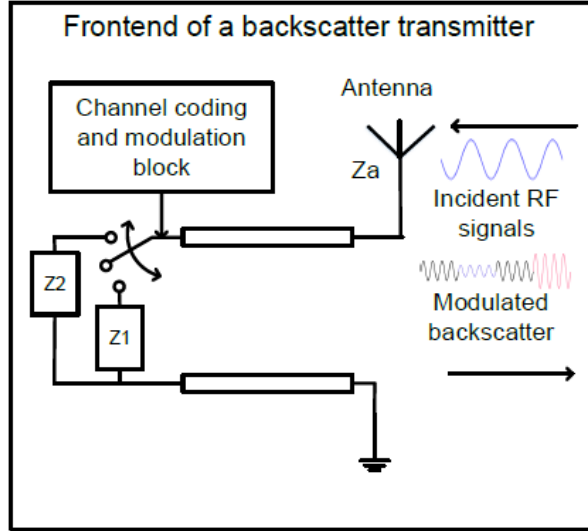 Frontend of a backscatter transmitter
Channel coding
and modulation
block
Antenna
Za
Incident RF
signals
Z2
Z1
Modulated
backscatter